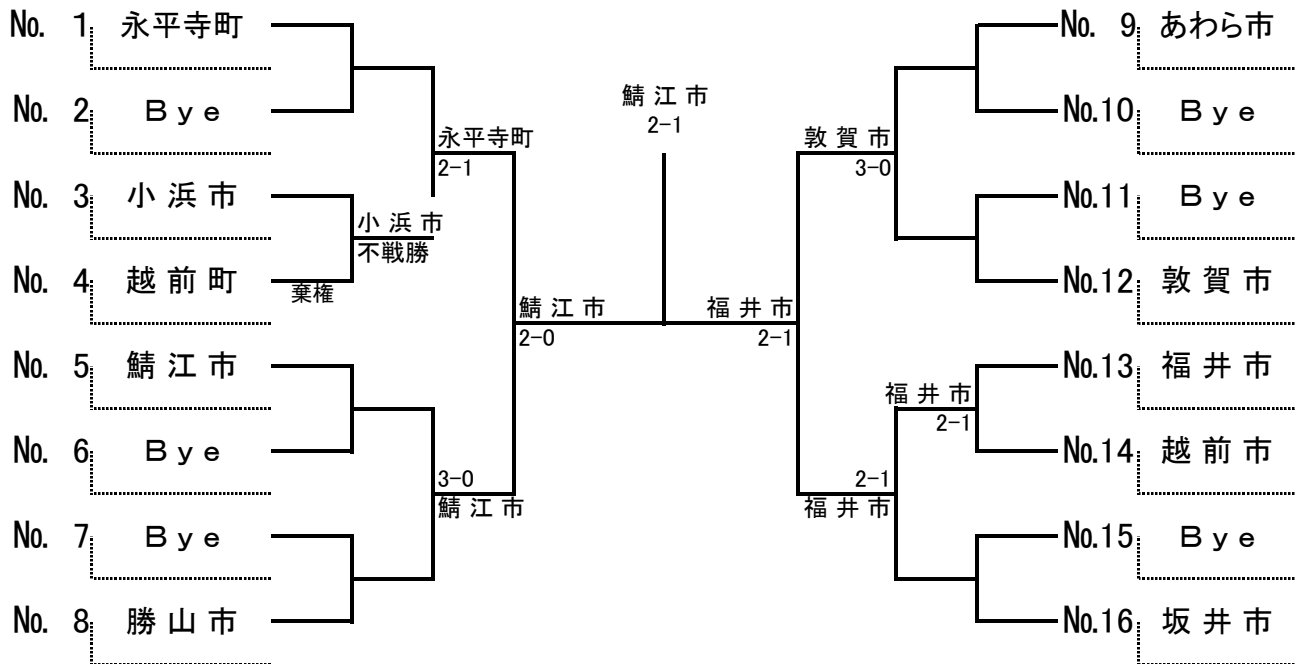 No. 1 永平寺町
No. 2 Bye
No. 3 小浜市
No. 4 越前町
棄権
No. 5 鯖江市
No. 6 Bye
No. 7 Bye
No. 8 勝山市
小浜市
不戦勝
永平寺町
2-1
3-0
鯖江市
鯖江市
2-0
鯖江市
2-1
福井市
2-1
敦賀市
3-0
2-1
福井市
福井市
2-1
No. 9 あわら市
No.10 Bye
No.11 Bye
No.12 敦賀市
No.13 福井市
No.14 越前市
No.15 Bye
No.16 坂井市